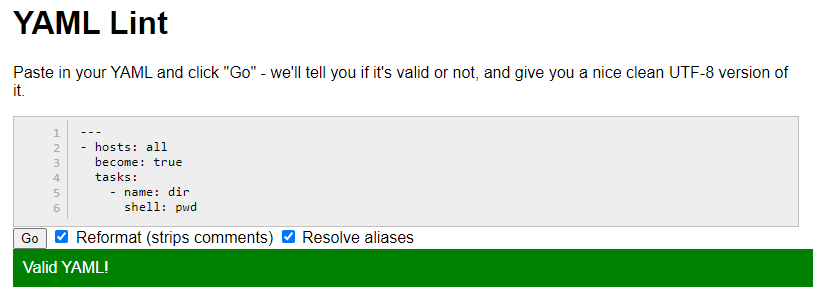 YAML Lint
Paste in your YAML and click "Go" - we'll tell you if it's valid or not, and give you a nice clean UTF-8 version of
it.
1 ---
2 - hosts: all
3   become: true
4   tasks:
5     - name: dir
6       shell: pwd
Go Reformat (strips comments) Resolve aliases
Valid YAML!